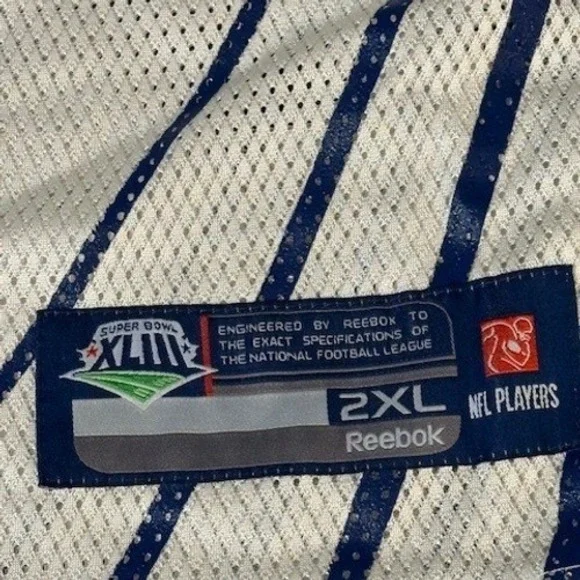 SUPER BOWL
XLIII
ENGINEERED BY REEBOK TO
THE EXACT SPECIFICATIONS OF
THE NATIONAL FOOTBALL LEAGUE
2XL
Reebok
NFL PLAYERS